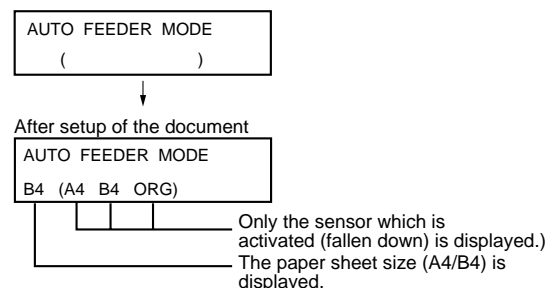 AUTO FEEDER MODE
( )
After setup of the document
AUTO FEEDER MODE
B4 (A4 B4 ORG)
Only the sensor which is
activated (fallen down) is displayed.)
The paper sheet size (A4/B4) is
displayed.